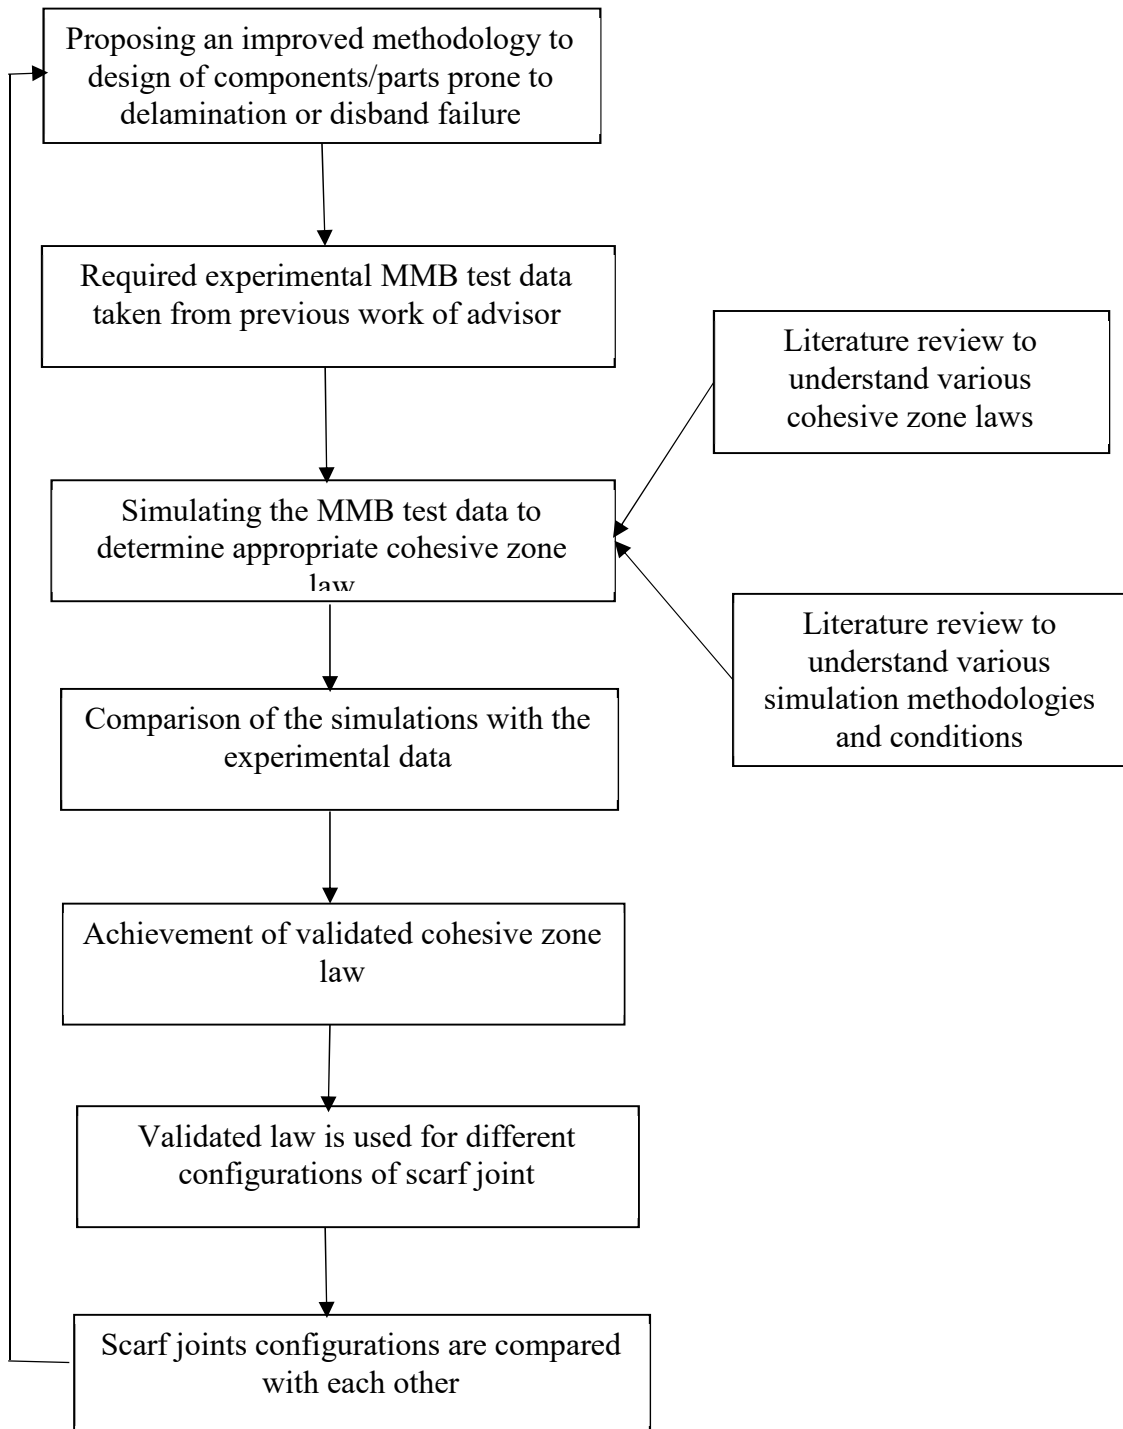 Proposing an improved methodology to
design of components/parts prone to
delamination or disband failure
Required experimental MMB test data
taken from previous work of advisor
Literature review to
understand various
cohesive zone laws
Simulating the MMB test data to
determine appropriate cohesive zone
law
Literature review to
understand various
simulation methodologies
and conditions
Comparison of the simulations with the
experimental data
Achievement of validated cohesive zone
law
Validated law is used for different
configurations of scarf joint
Scarf joints configurations are compared
with each other